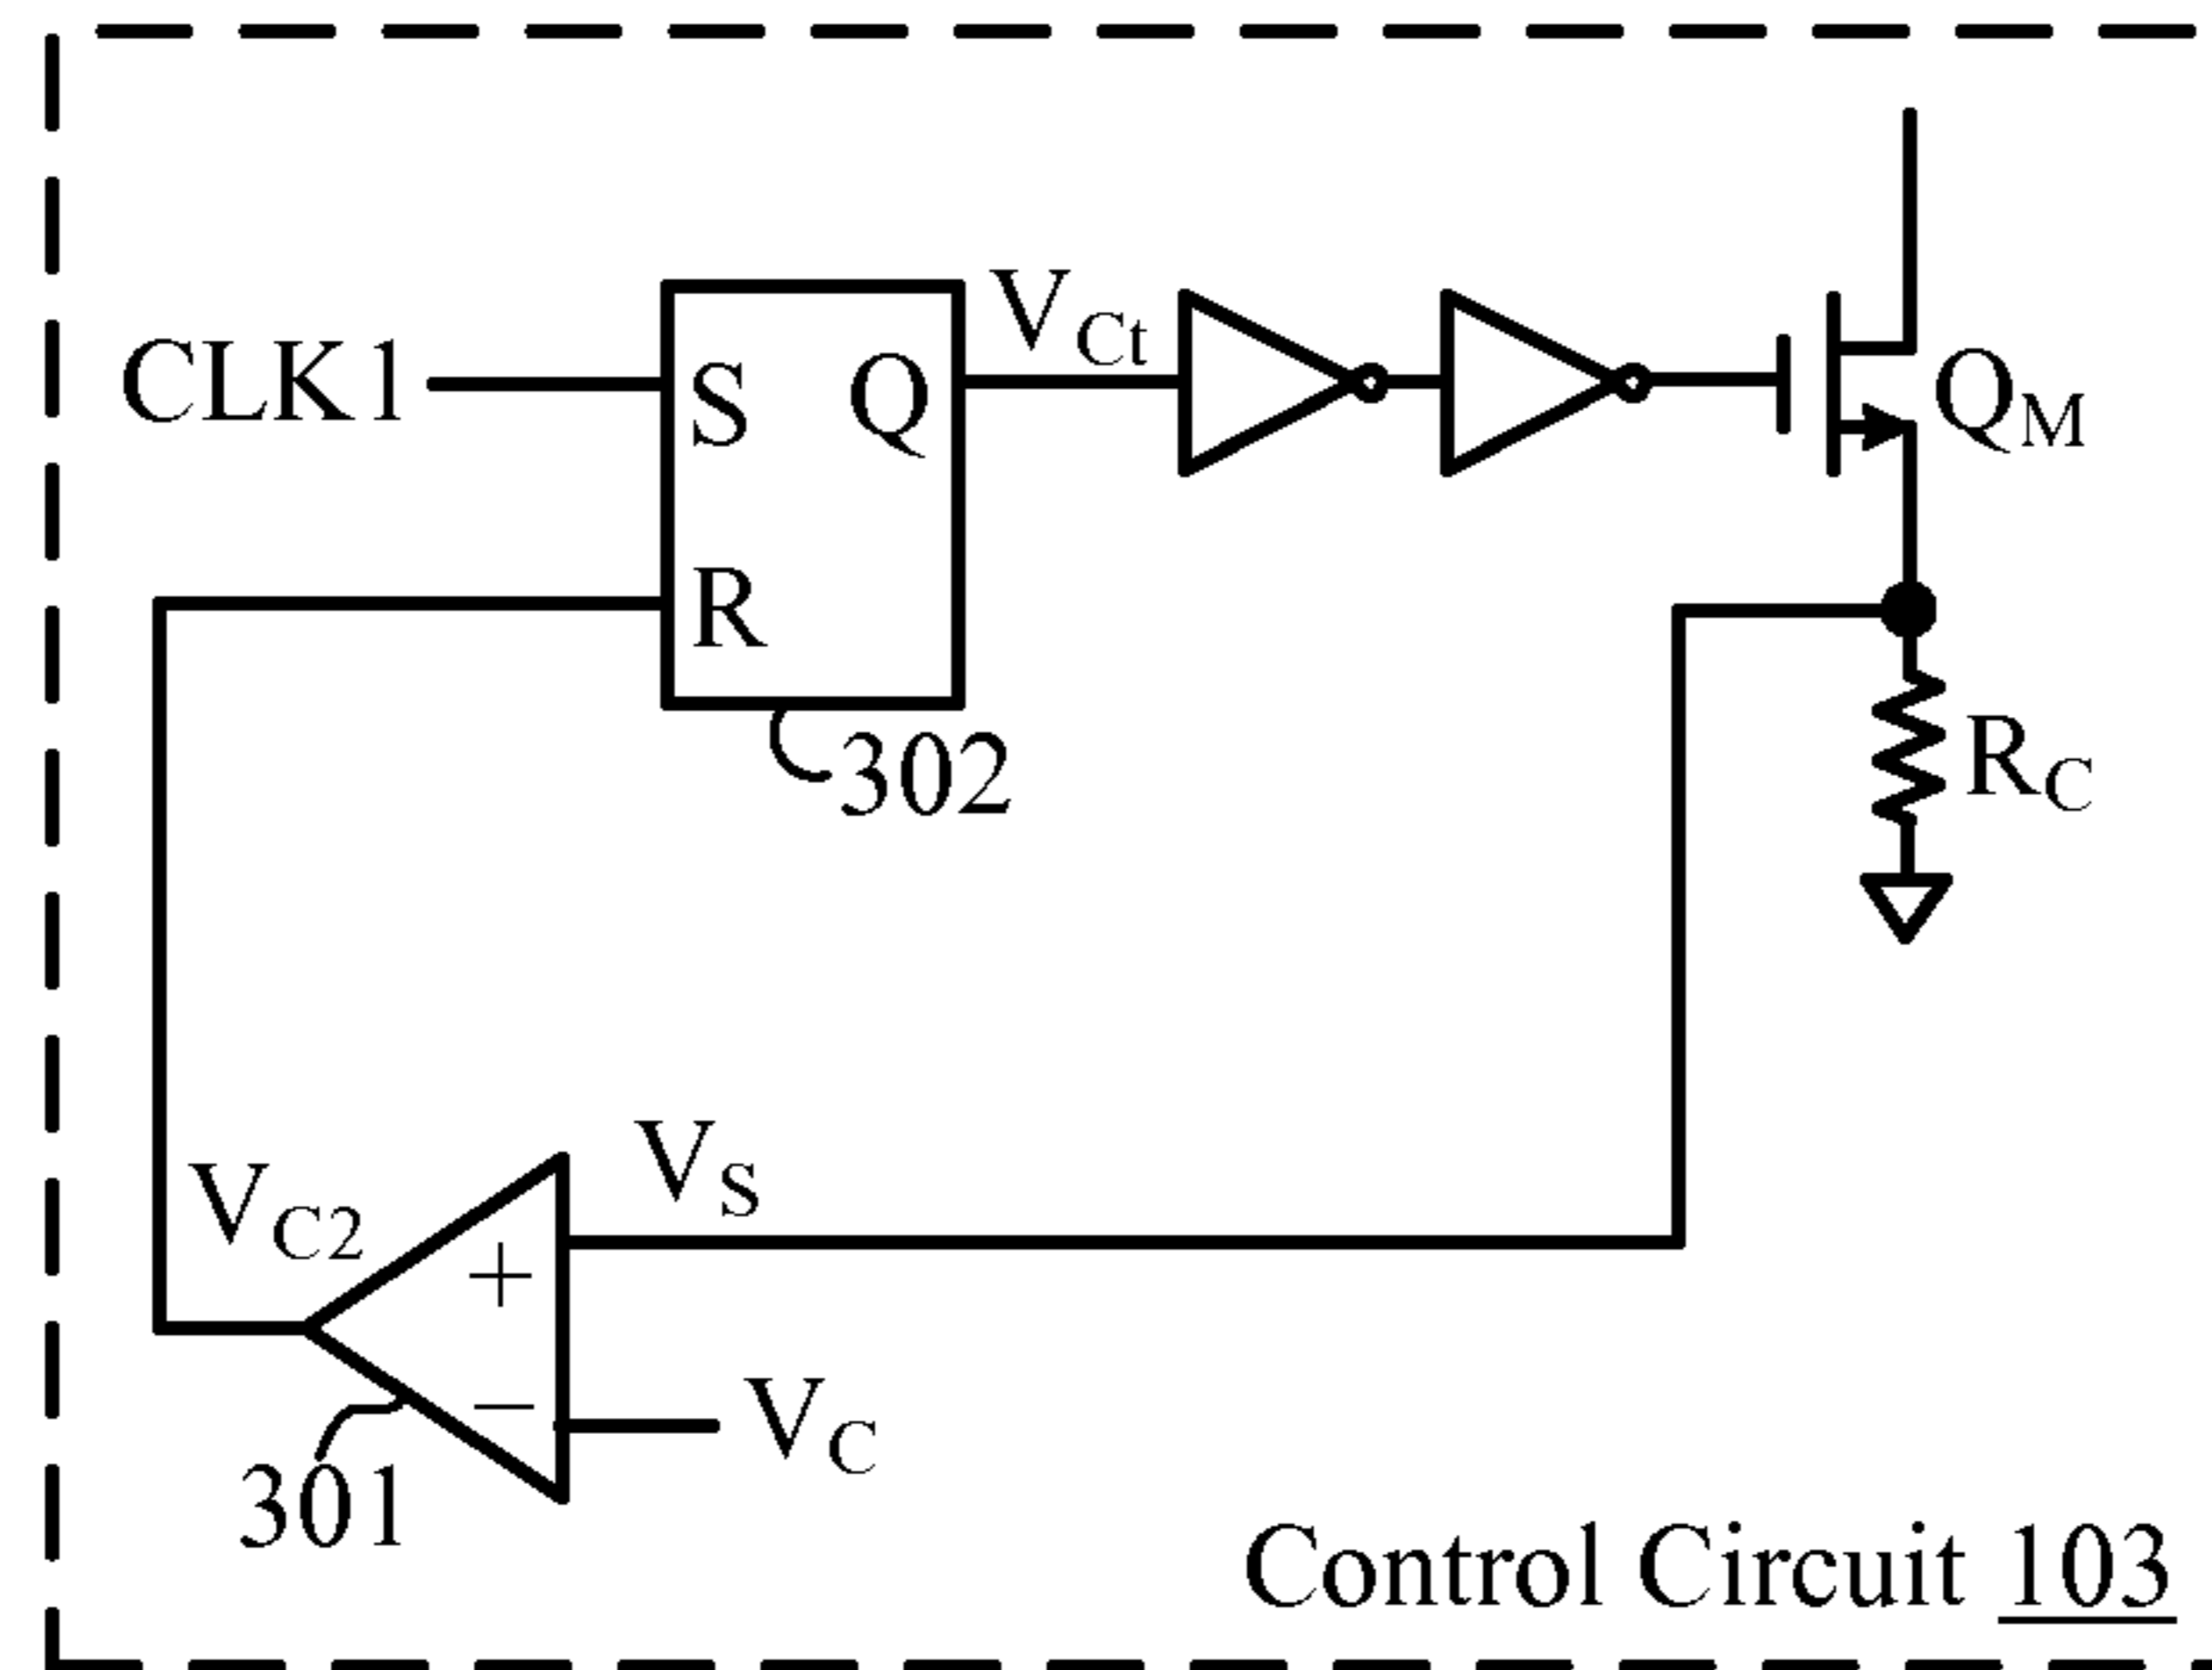 V_Ct
CLK1
S
Q
Q_M
R
302
R_C
V_S
V_C2
+
−
V_C
301
Control Circuit 103